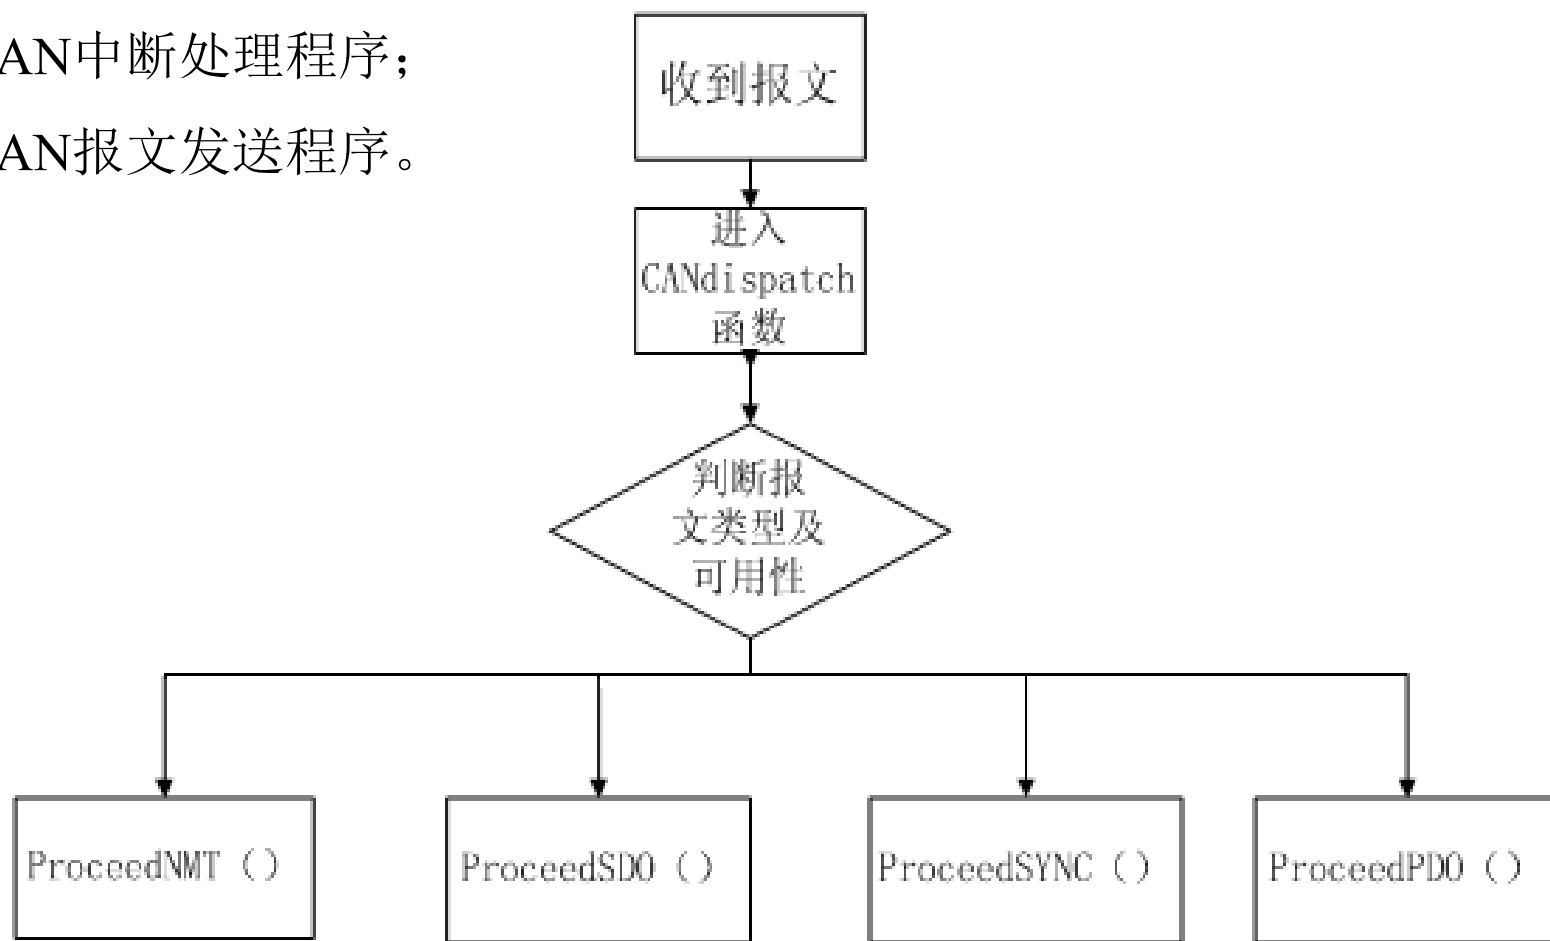 AN中断处理程序；
AN报文发送程序。
收到报文
进入
CANdispatch
函数
判断报
文类型及
可用性
ProceedNMT（）
ProceedSDO（）
ProceedSYNC（）
ProceedPDO（）